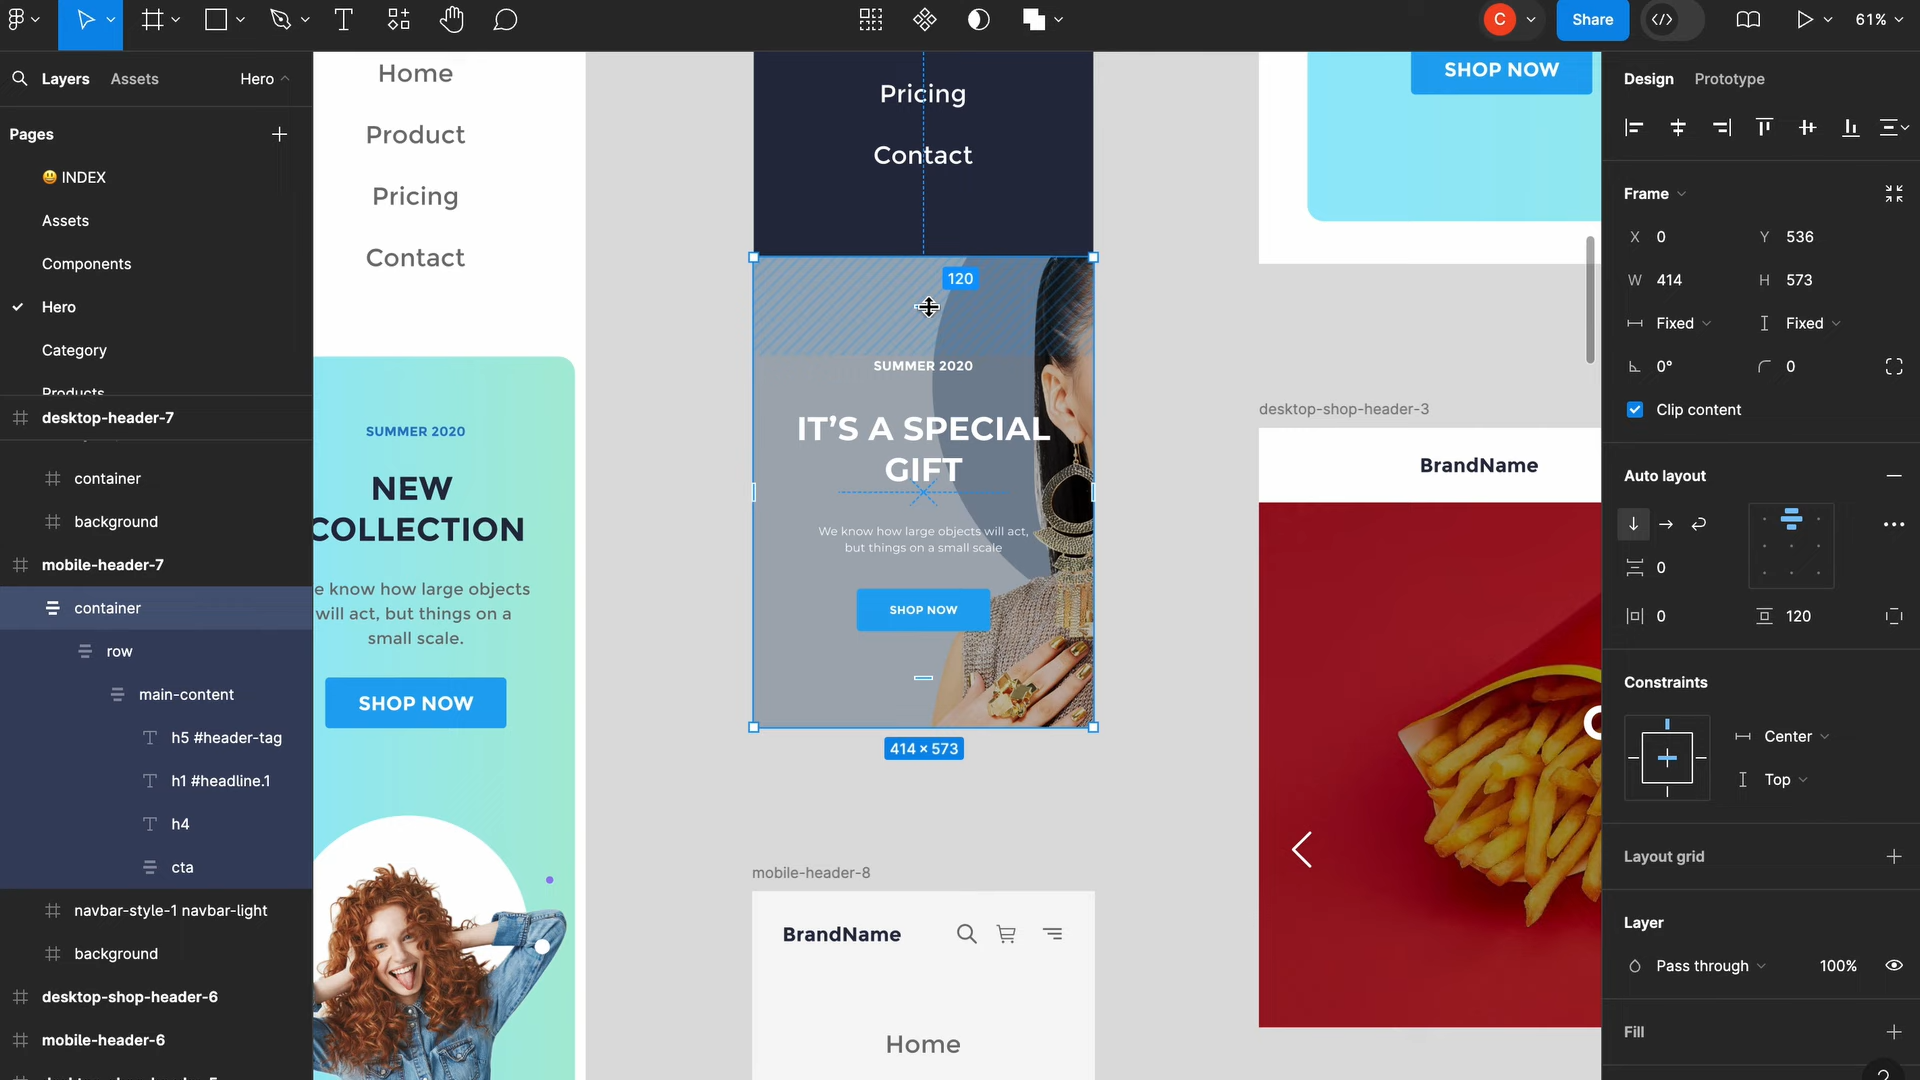 C
Share
61%
Layers
Assets
Hero
Pages
😃 INDEX
Assets
Components
Hero
Category
Products
desktop-header-7
container
background
mobile-header-7
container
row
main-content
h5 #header-tag
h1 #headline.1
h4
cta
navbar-style-1 navbar-light
background
desktop-shop-header-6
mobile-header-6
Home
Product
Pricing
Contact
SUMMER 2020
NEW
COLLECTION
e know how large objects
will act, but things on a
small scale.
SHOP NOW
Pricing
Contact
120
SUMMER 2020
IT’S A SPECIAL
GIFT
We know how large objects will act,
but things on a small scale
SHOP NOW
414 × 573
mobile-header-8
BrandName
Home
SHOP NOW
desktop-shop-header-3
BrandName
Design
Prototype
Frame
X 0
Y 536
W 414
H 573
Fixed
Fixed
0°
0
Clip content
Auto layout
0
0
120
Constraints
Center
Top
Layout grid
Layer
Pass through
100%
Fill
?